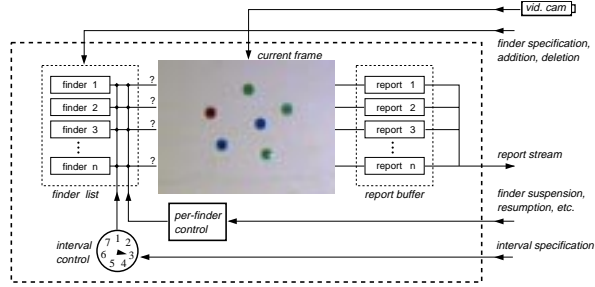 vid. cam
finder specification,
addition, deletion
current frame
finder 1
finder 2
finder 3
finder n
finder list
?
?
?
?
report 1
report 2
report 3
report n
report buffer
report stream
per-finder
control
finder suspension,
resumption, etc.
interval
control
1
2
3
4
5
6
7
interval specification